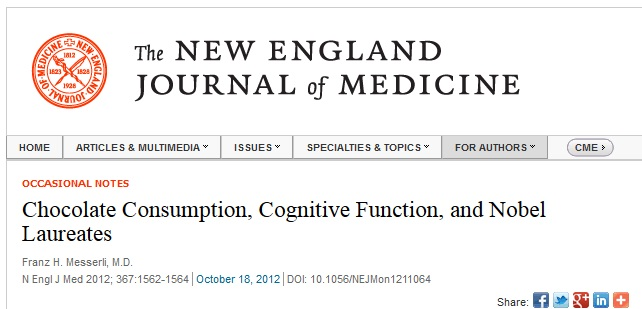 The NEW ENGLAND
JOURNAL of MEDICINE
THE NEW ENGLAND JOURNAL OF MEDICINE
1812
1823 1828
1928
HOME ARTICLES & MULTIMEDIA ISSUES SPECIALTIES & TOPICS FOR AUTHORS CME
OCCASIONAL NOTES
Chocolate Consumption, Cognitive Function, and Nobel
Laureates
Franz H. Messerli, M.D.
N Engl J Med 2012; 367:1562-1564 | October 18, 2012 | DOI: 10.1056/NEJMon1211064
Share: